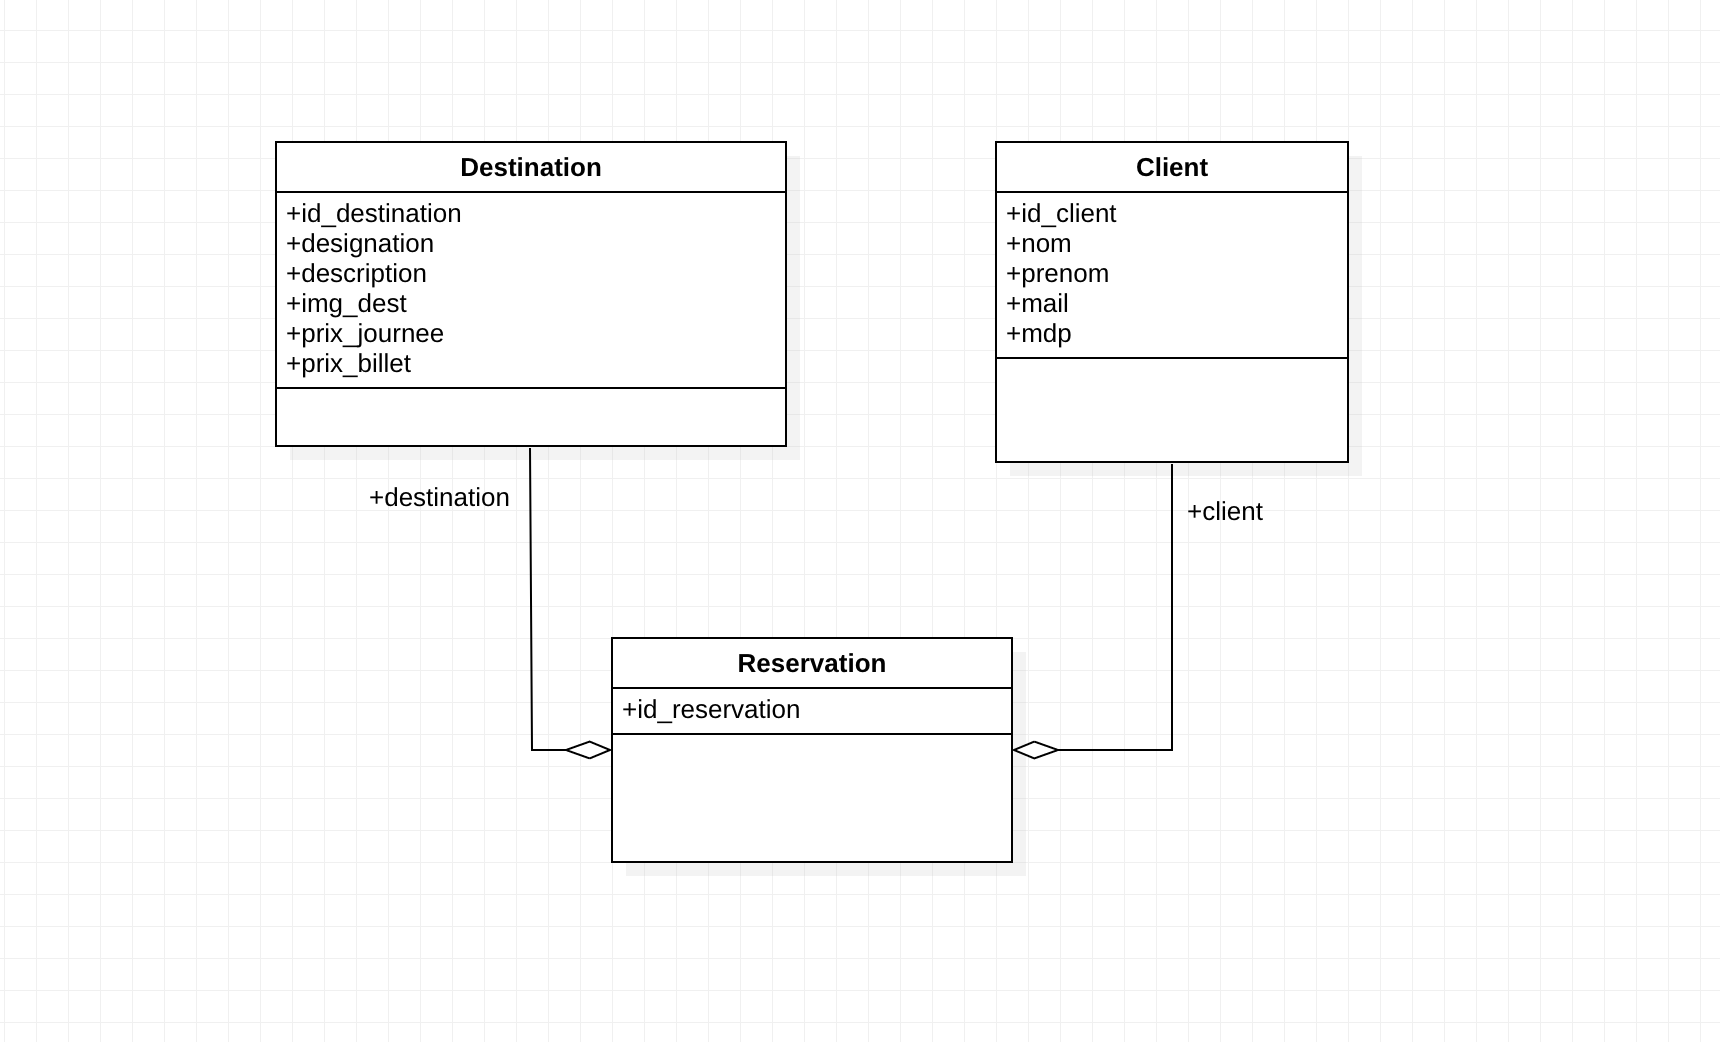 Destination
+id_destination
+designation
+description
+img_dest
+prix_journee
+prix_billet
Client
+id_client
+nom
+prenom
+mail
+mdp
+destination
+client
Reservation
+id_reservation